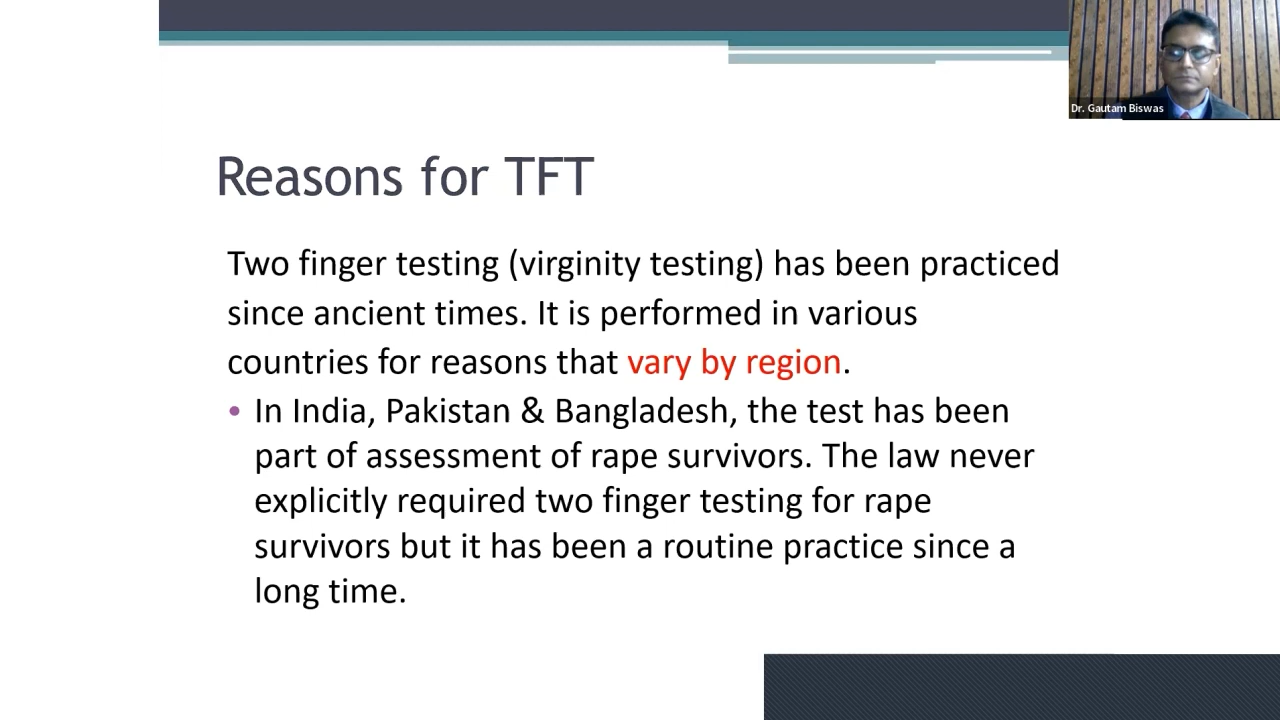 Dr. Gautam Biswas
Reasons for TFT
Two finger testing (virginity testing) has been practiced
since ancient times. It is performed in various
countries for reasons that vary by region.
• In India, Pakistan & Bangladesh, the test has been
part of assessment of rape survivors. The law never
explicitly required two finger testing for rape
survivors but it has been a routine practice since a
long time.